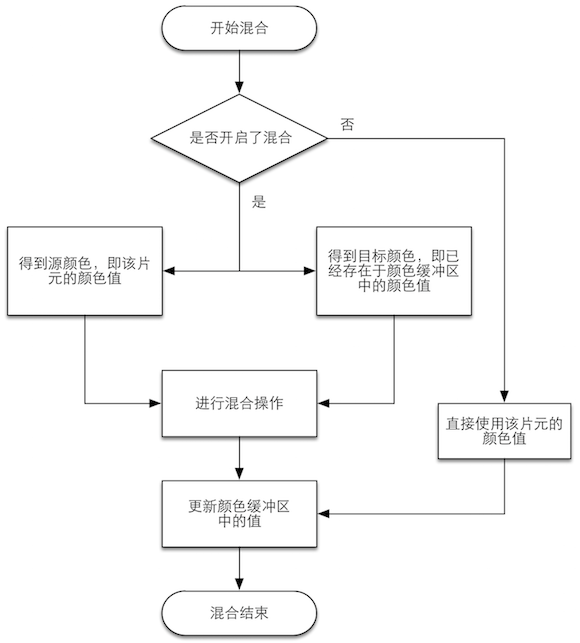 开始混合
是否开启了混合
否
是
得到源颜色，即该片
元的颜色值
得到目标颜色，即已
经存在于颜色缓冲区
中的颜色值
进行混合操作
直接使用该片元的
颜色值
更新颜色缓冲区
中的值
混合结束